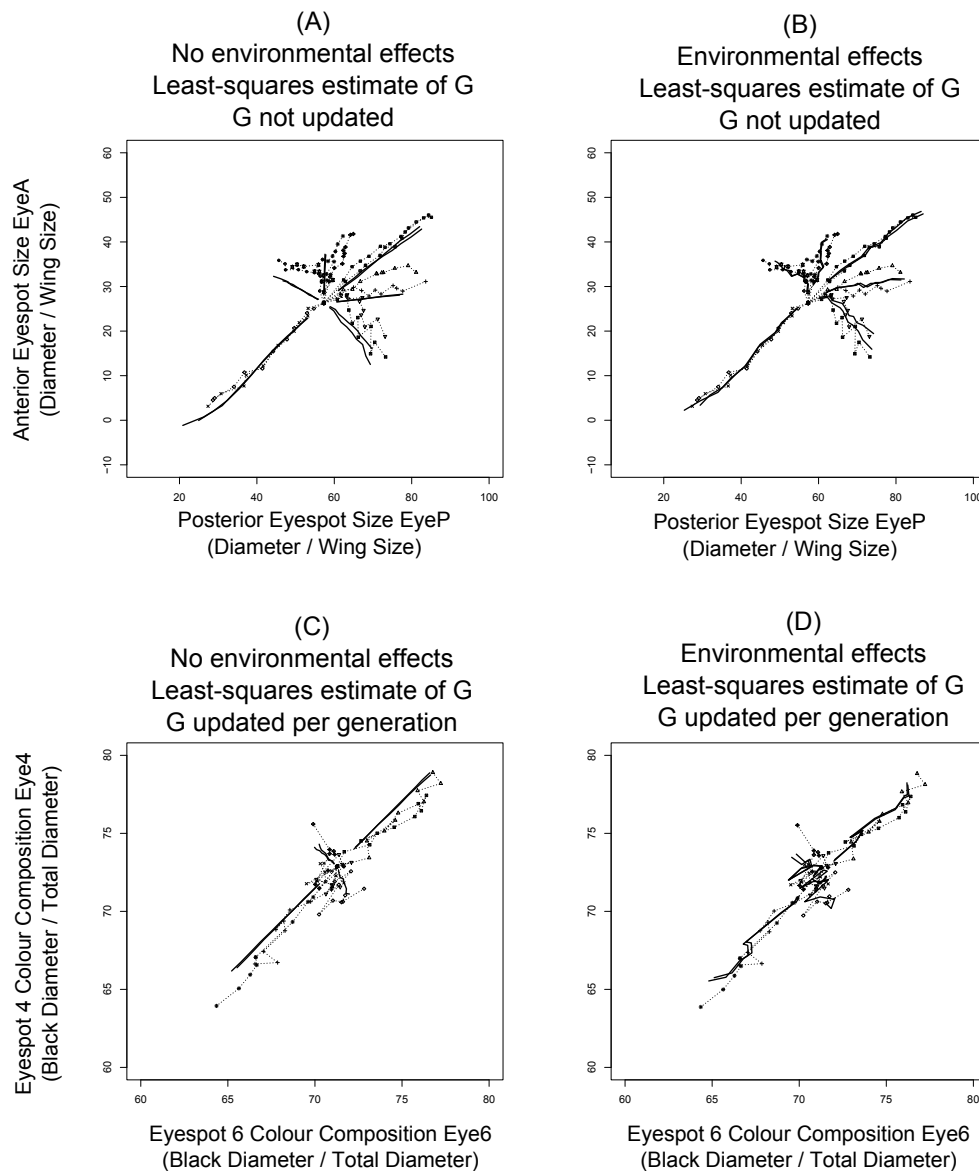 (A)
No environmental effects
Least-squares estimate of G
G not updated
Anterior Eyespot Size EyeA
(Diameter / Wing Size)
60
50
40
30
20
10
0
−10
20 40 60 80 100
Posterior Eyespot Size EyeP
(Diameter / Wing Size)
(B)
Environmental effects
Least-squares estimate of G
G not updated
60
50
40
30
20
10
0
−10
20 40 60 80 100
Posterior Eyespot Size EyeP
(Diameter / Wing Size)
(C)
No environmental effects
Least-squares estimate of G
G updated per generation
Eyespot 4 Colour Composition Eye4
(Black Diameter / Total Diameter)
80
75
70
65
60
60 65 70 75 80
Eyespot 6 Colour Composition Eye6
(Black Diameter / Total Diameter)
(D)
Environmental effects
Least-squares estimate of G
G updated per generation
80
75
70
65
60
60 65 70 75 80
Eyespot 6 Colour Composition Eye6
(Black Diameter / Total Diameter)